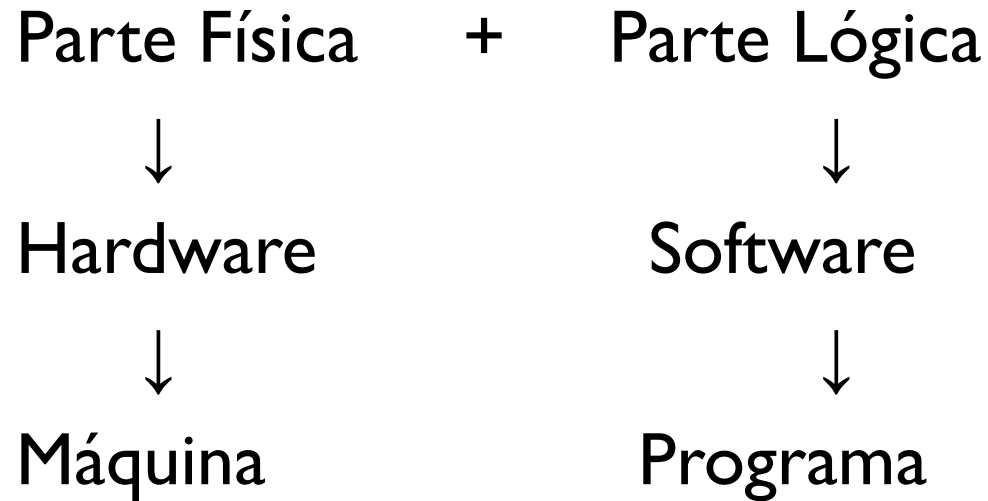 Parte Física + Parte Lógica
↓ ↓
Hardware Software
↓ ↓
Máquina Programa